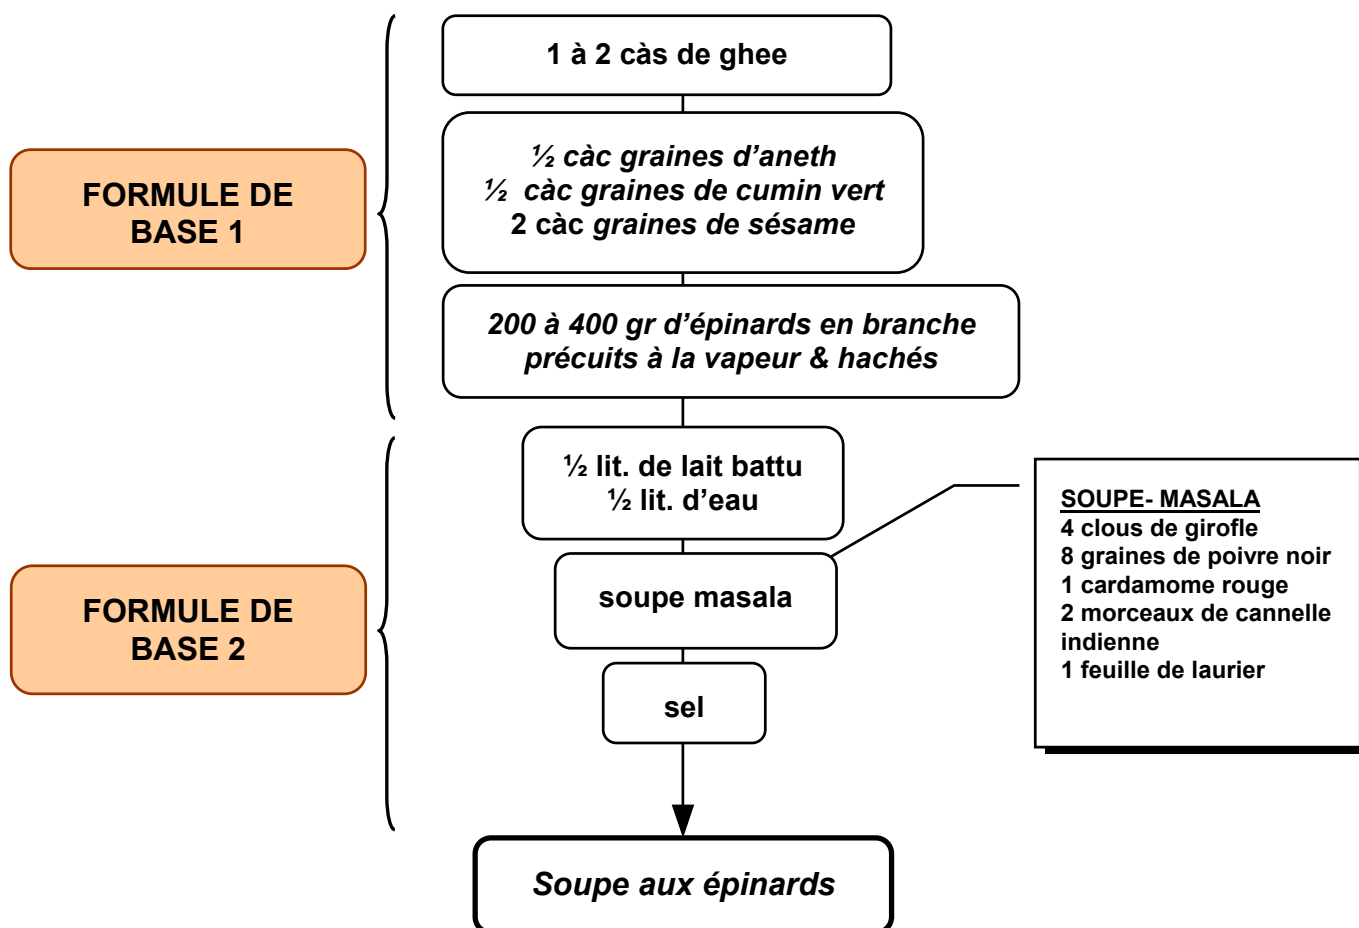 1 à 2 càs de ghee
½ càc graines d’aneth
½ càc graines de cumin vert
2 càc graines de sésame
FORMULE DE
BASE 1
200 à 400 gr d’épinards en branche
précuits à la vapeur & hachés
½ lit. de lait battu
½ lit. d’eau
SOUPE- MASALA
4 clous de girofle
8 graines de poivre noir
1 cardamome rouge
2 morceaux de cannelle
indienne
1 feuille de laurier
soupe masala
FORMULE DE
BASE 2
sel
Soupe aux épinards